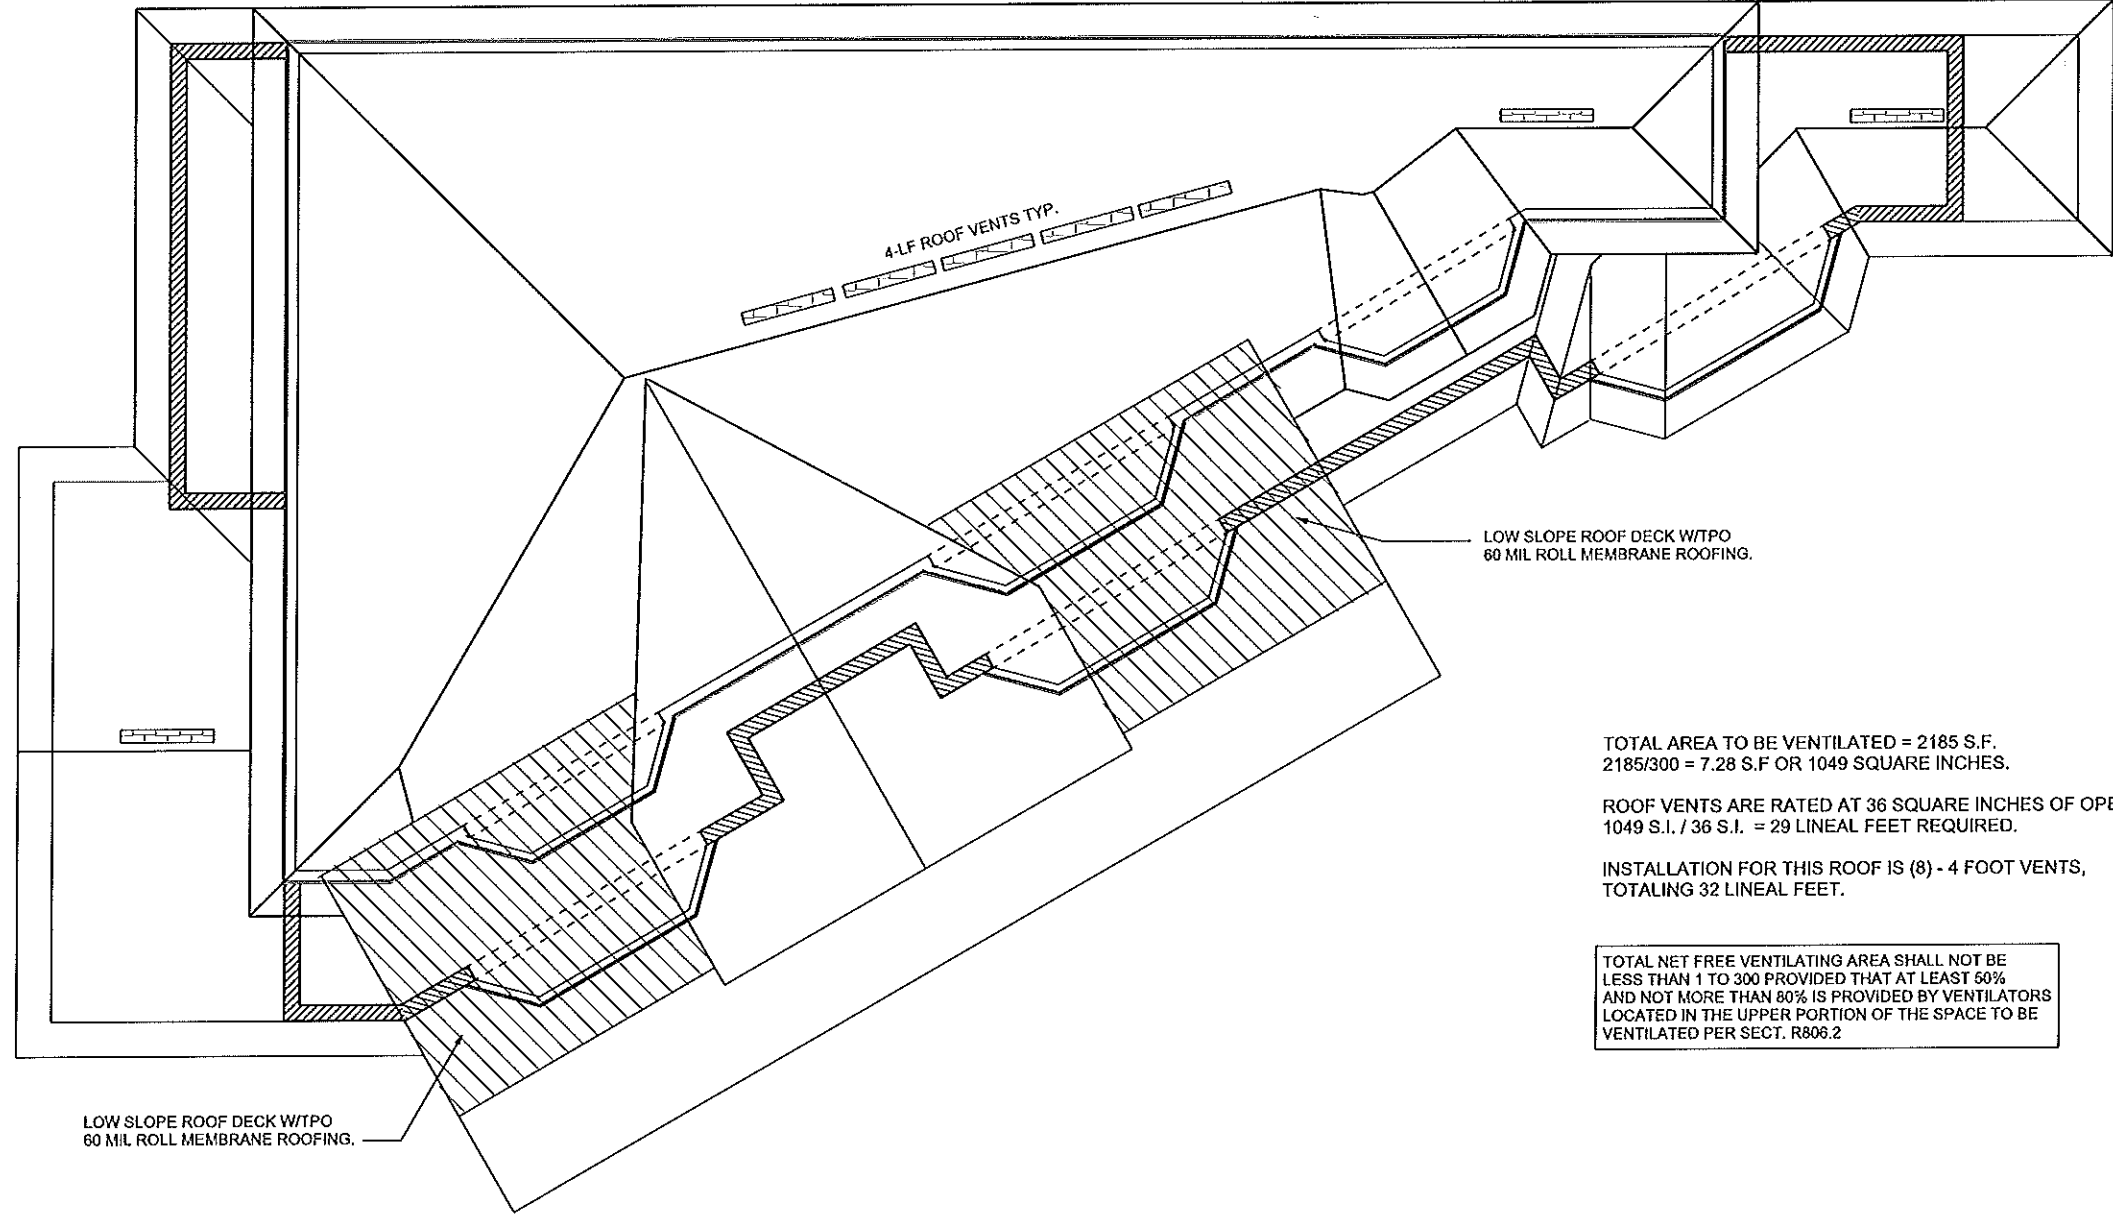 4-LF ROOF VENTS TYP.
LOW SLOPE ROOF DECK W/TPO
60 MIL ROLL MEMBRANE ROOFING.
TOTAL AREA TO BE VENTILATED = 2185 S.F.
2185/300 = 7.28 S.F OR 1049 SQUARE INCHES.
ROOF VENTS ARE RATED AT 36 SQUARE INCHES OF OPE
1049 S.I. / 36 S.I. = 29 LINEAL FEET REQUIRED.
INSTALLATION FOR THIS ROOF IS (8) - 4 FOOT VENTS,
TOTALING 32 LINEAL FEET.
TOTAL NET FREE VENTILATING AREA SHALL NOT BE
LESS THAN 1 TO 300 PROVIDED THAT AT LEAST 50%
AND NOT MORE THAN 80% IS PROVIDED BY VENTILATORS
LOCATED IN THE UPPER PORTION OF THE SPACE TO BE
VENTILATED PER SECT. R806.2
LOW SLOPE ROOF DECK W/TPO
60 MIL ROLL MEMBRANE ROOFING.